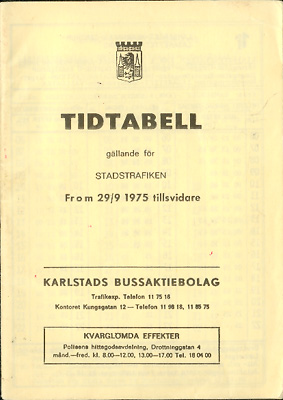 TIDTABELL
gällande för
STADSTRAFIKEN
From 29/9 1975 tillsvidare
KARLSTADS BUSSAKTIEBOLAG
Trafikexp. Telefon 11 75 16
Kontoret Kungsgatan 12 — Telefon 11 98 18, 11 85 75
KVARGLÖMDA EFFEKTER
Polisens hittegodsavdelning, Drottninggatan 4
månd.—fred. kl. 8.00—12.00, 13.00—17.00 Tel. 18 04 00